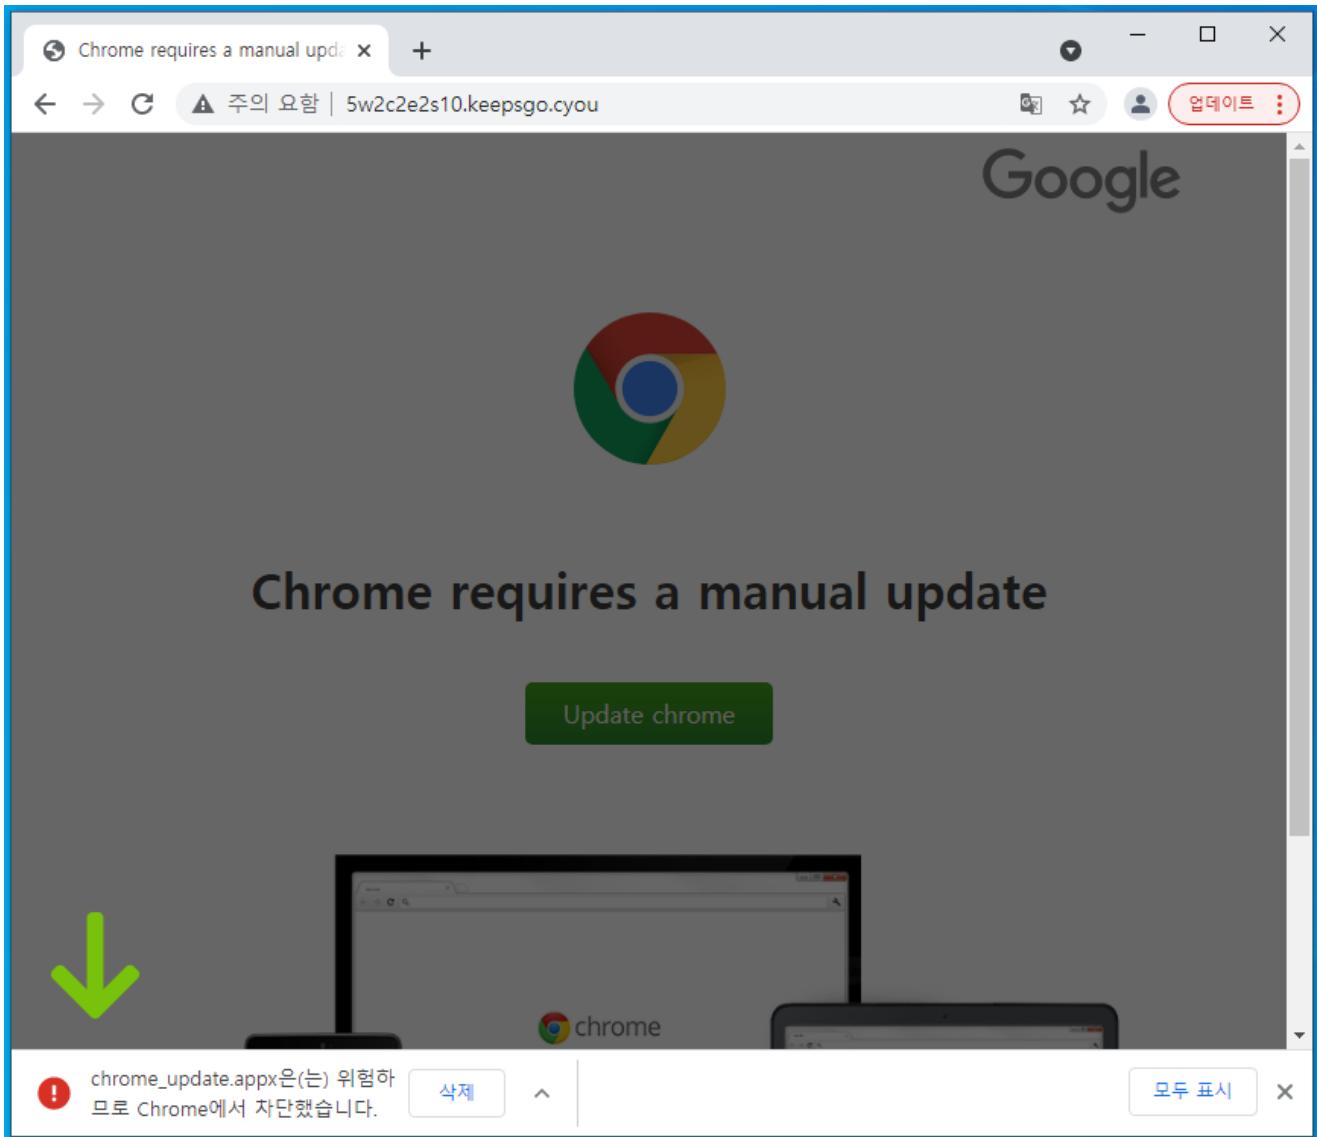 Chrome requires a manual upda
주의 요함 | 5w2c2e2s10.keepsgo.cyou
업데이트
Google
Chrome requires a manual update
Update chrome
chrome
chrome_update.appx은(는) 위험하
므로 Chrome에서 차단했습니다.
삭제
모두 표시